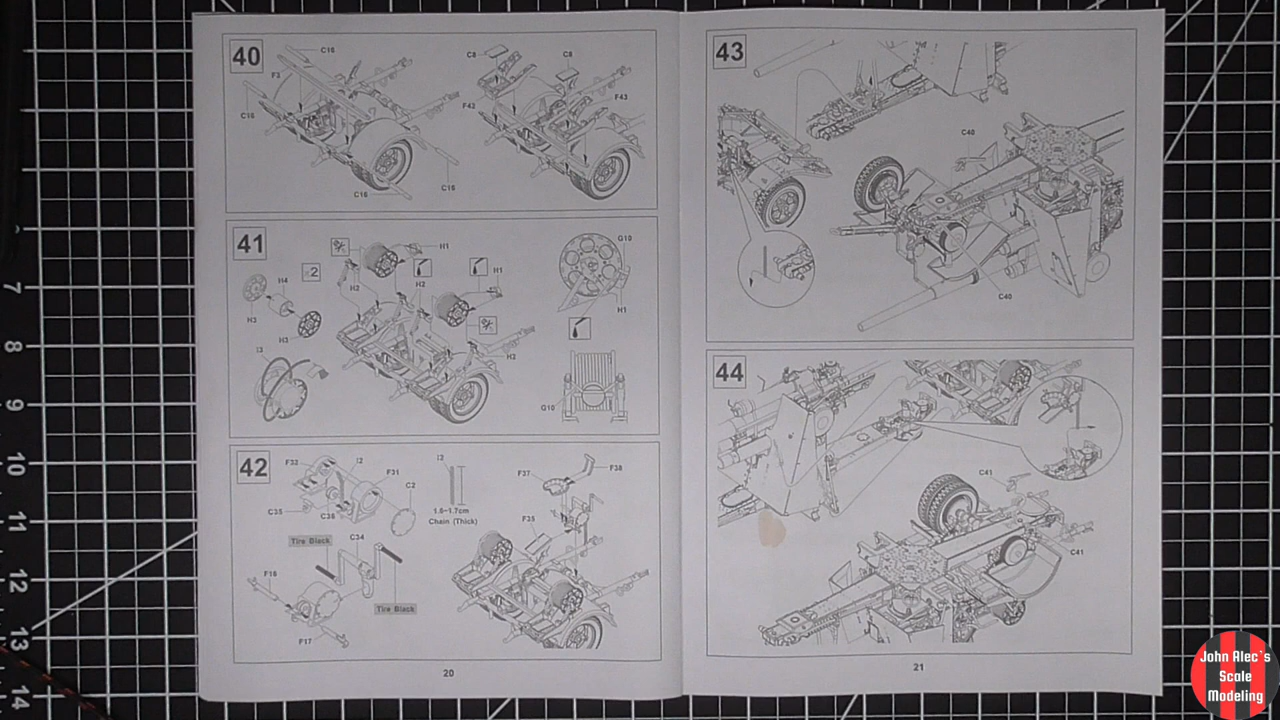 40
C16
F3
C16
C16
C16
C8
C8
F43
F43
41
H1
2
H4
H2
H2
H1
H3
H3
H2
I3
G10
H1
G10
42
F32
I2
F31
C2
C35
C36
I2
1.6~1.7cm
Chain (Thick)
F37
F38
F35
Tire Black
C34
F16
Tire Black
F17
20
43
C40
C40
44
C41
C41
21
7
8
9
10
11
12
13
14
John Alec`s
Scale
Modeling